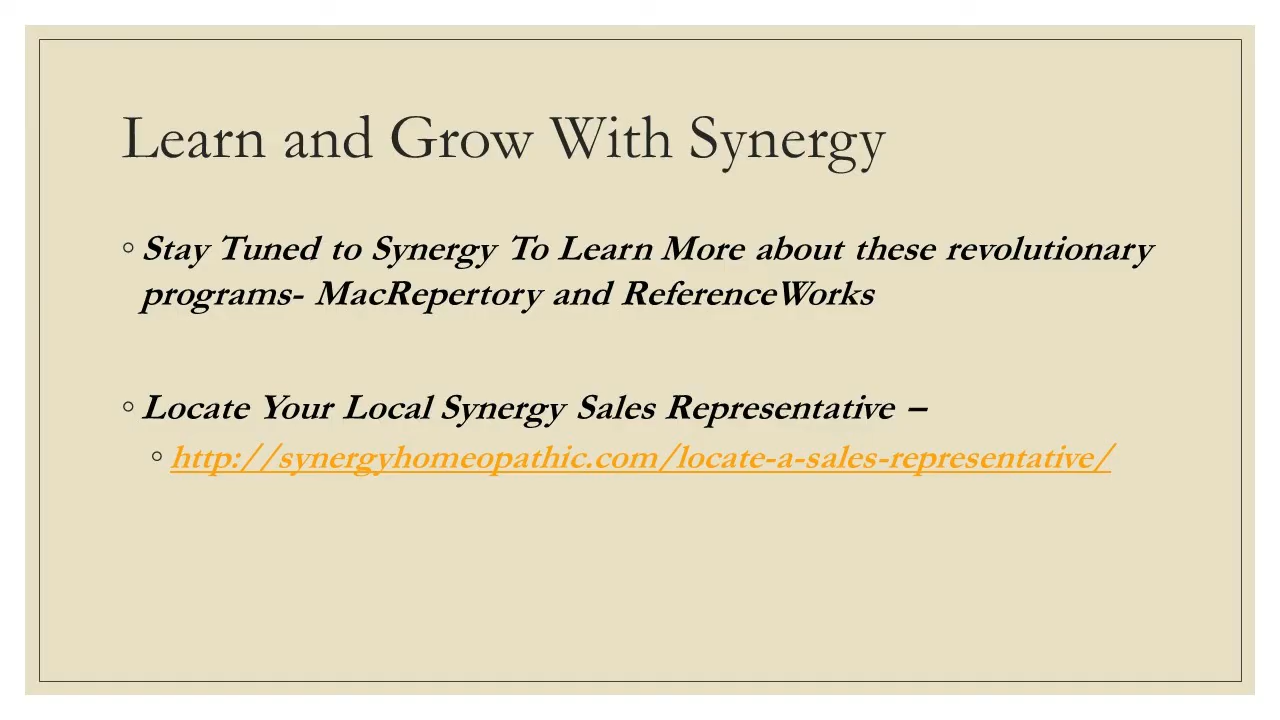 Learn and Grow With Synergy
◦ Stay Tuned to Synergy To Learn More about these revolutionary
programs- MacRepertory and ReferenceWorks
◦ Locate Your Local Synergy Sales Representative –
◦ http://synergyhomeopathic.com/locate-a-sales-representative/